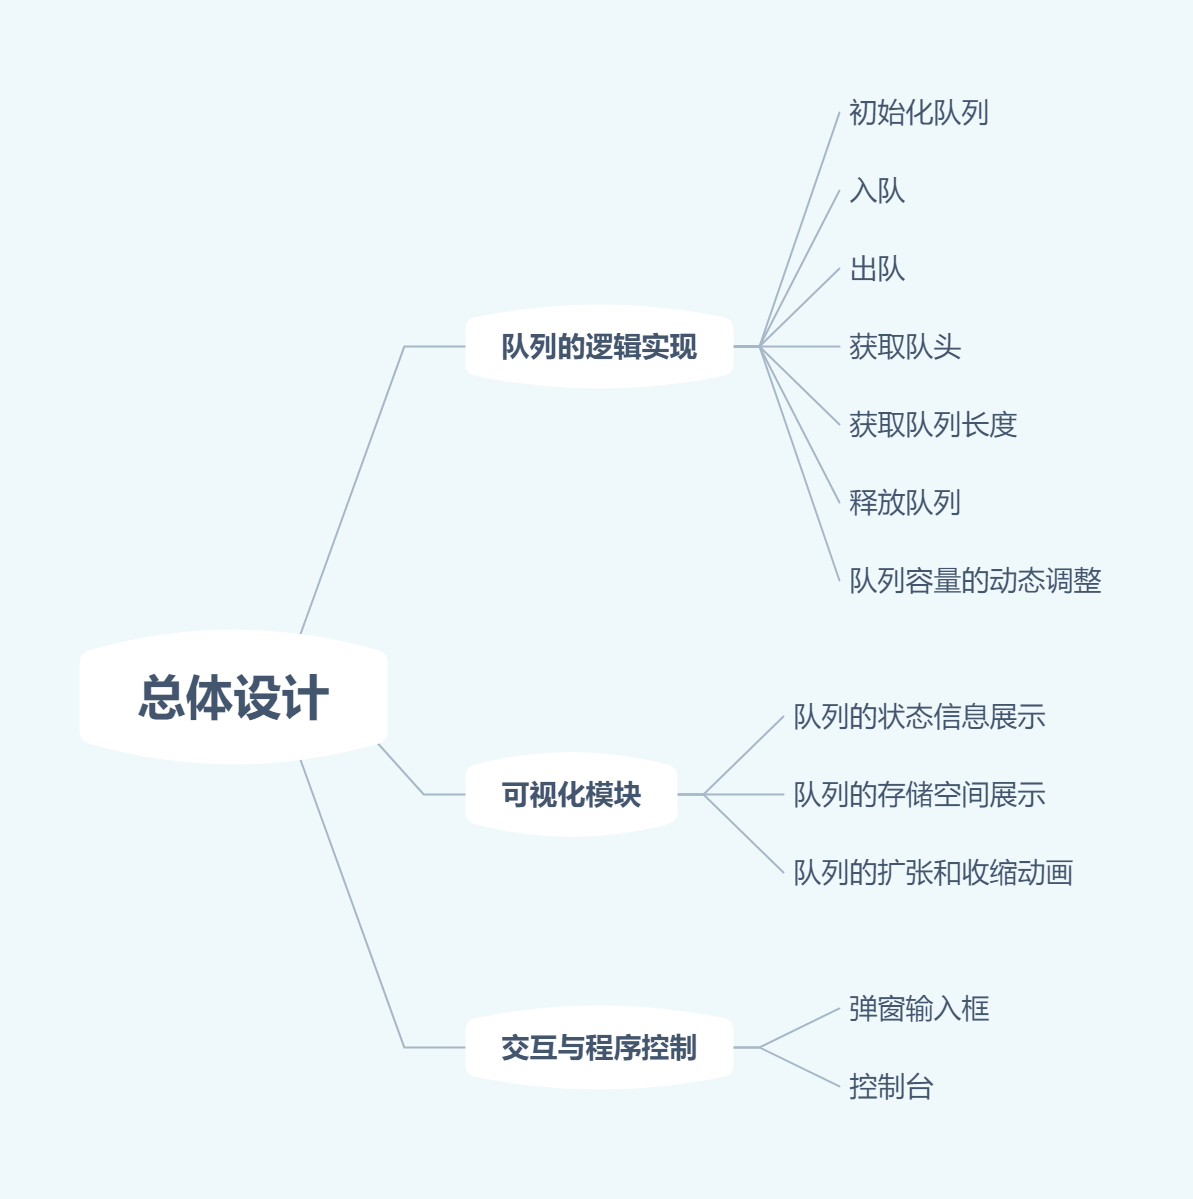 总体设计
队列的逻辑实现
初始化队列
入队
出队
获取队头
获取队列长度
释放队列
队列容量的动态调整
可视化模块
队列的状态信息展示
队列的存储空间展示
队列的扩张和收缩动画
交互与程序控制
弹窗输入框
控制台